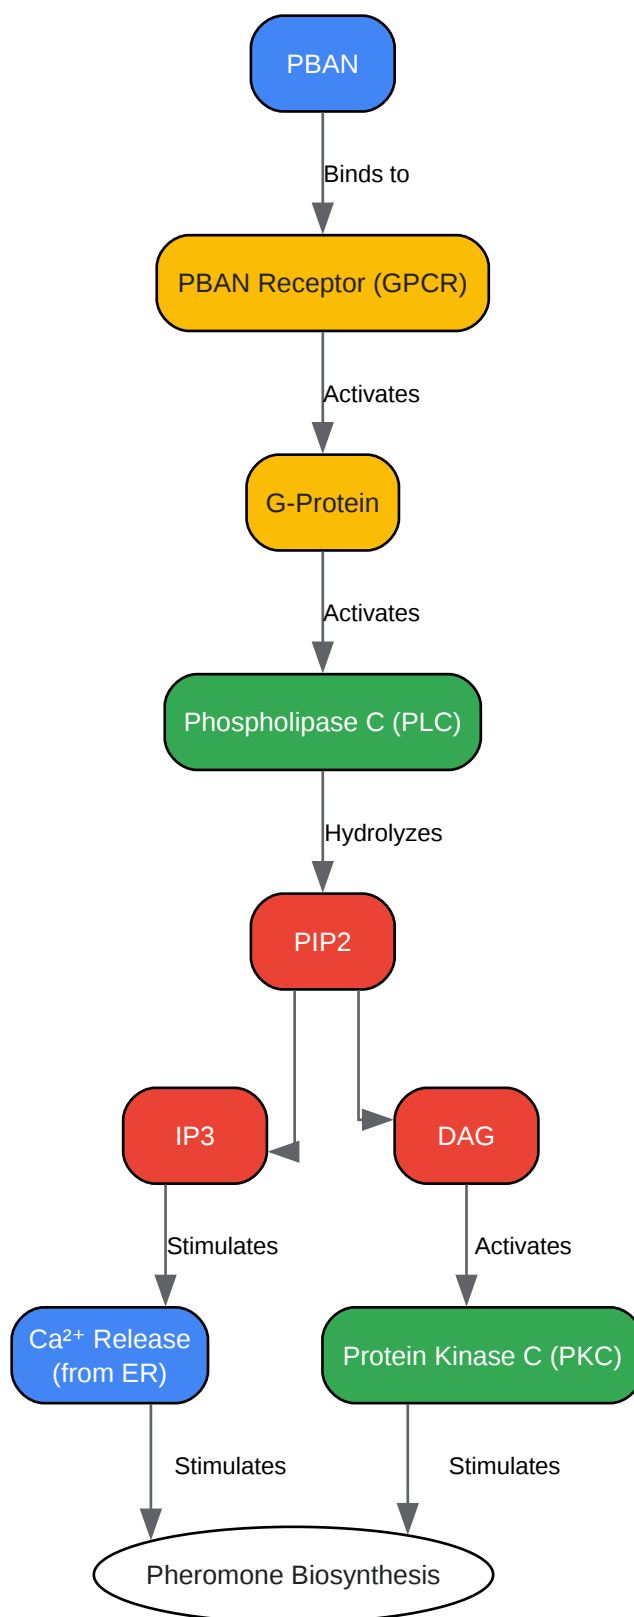 PBAN
Binds to
PBAN Receptor (GPCR)
Activates
G-Protein
Activates
Phospholipase C (PLC)
Hydrolyzes
PIP2
IP3
DAG
Stimulates
Activates
Ca²⁺ Release
(from ER)
Protein Kinase C (PKC)
Stimulates
Stimulates
Pheromone Biosynthesis